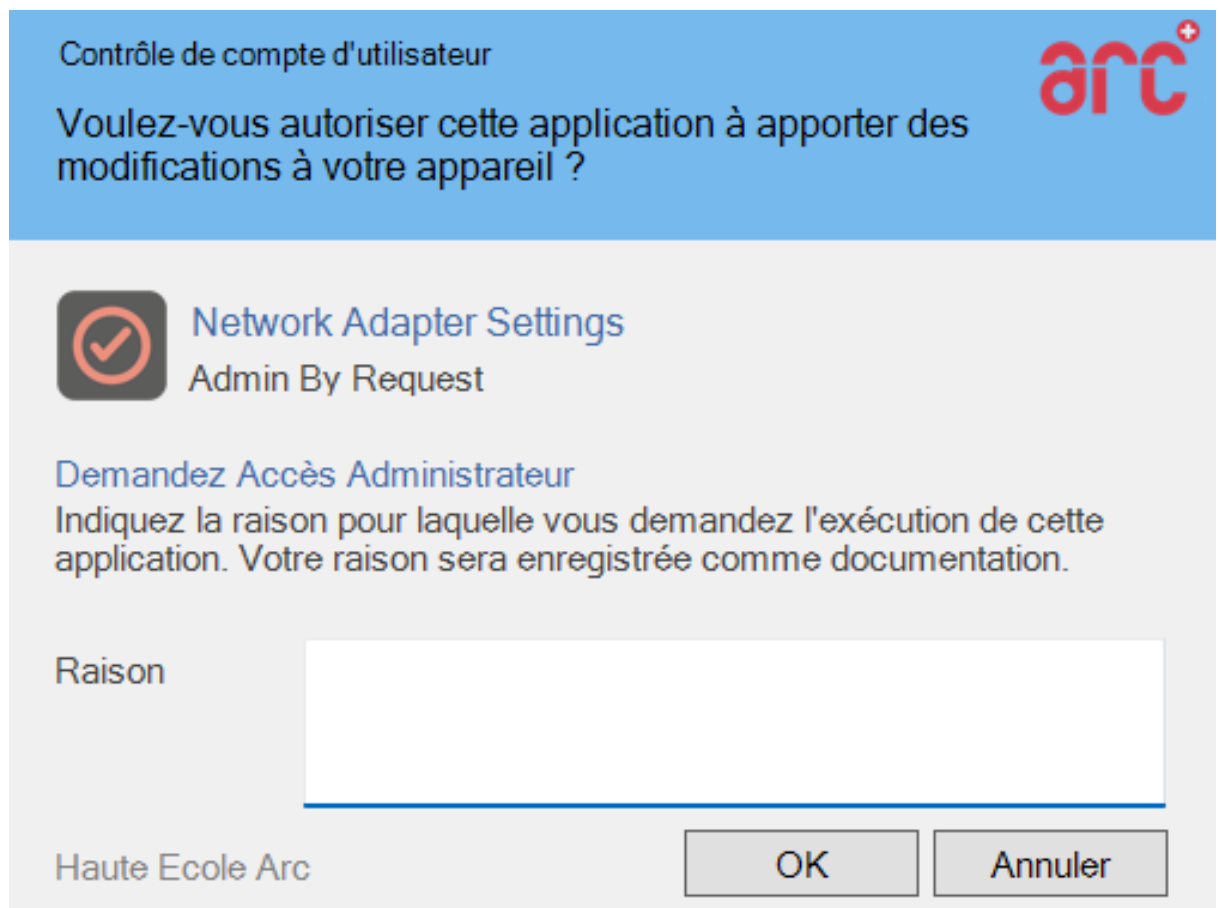 Contrôle de compte d'utilisateur
arc
Voulez-vous autoriser cette application à apporter des
modifications à votre appareil ?
Network Adapter Settings
Admin By Request
Demandez Accès Administrateur
Indiquez la raison pour laquelle vous demandez l'exécution de cette
application. Votre raison sera enregistrée comme documentation.
Raison
Haute Ecole Arc
OK
Annuler